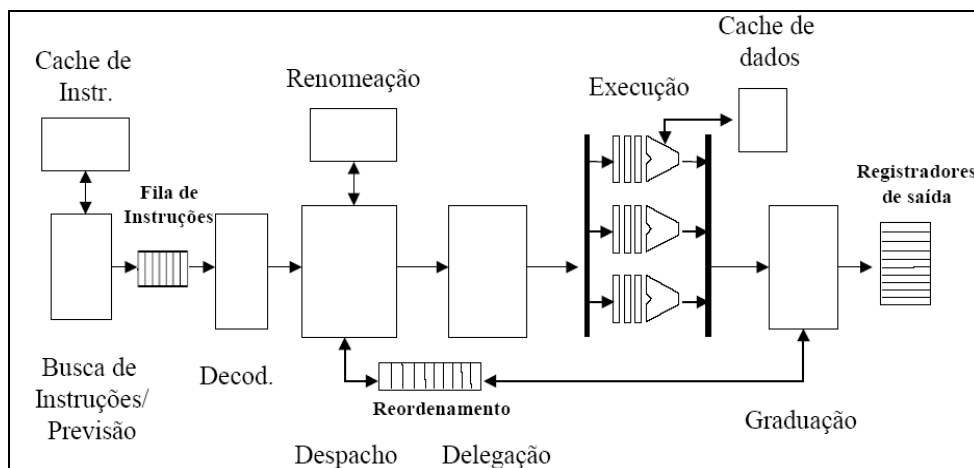 Cache de
Instr.
Renomeação
Execução
Cache de
dados
Fila de
Instruções
Registradores
de saída
Busca de
Instruções/
Previsão
Decod.
Reordenamento
Despacho
Delegação
Graduação